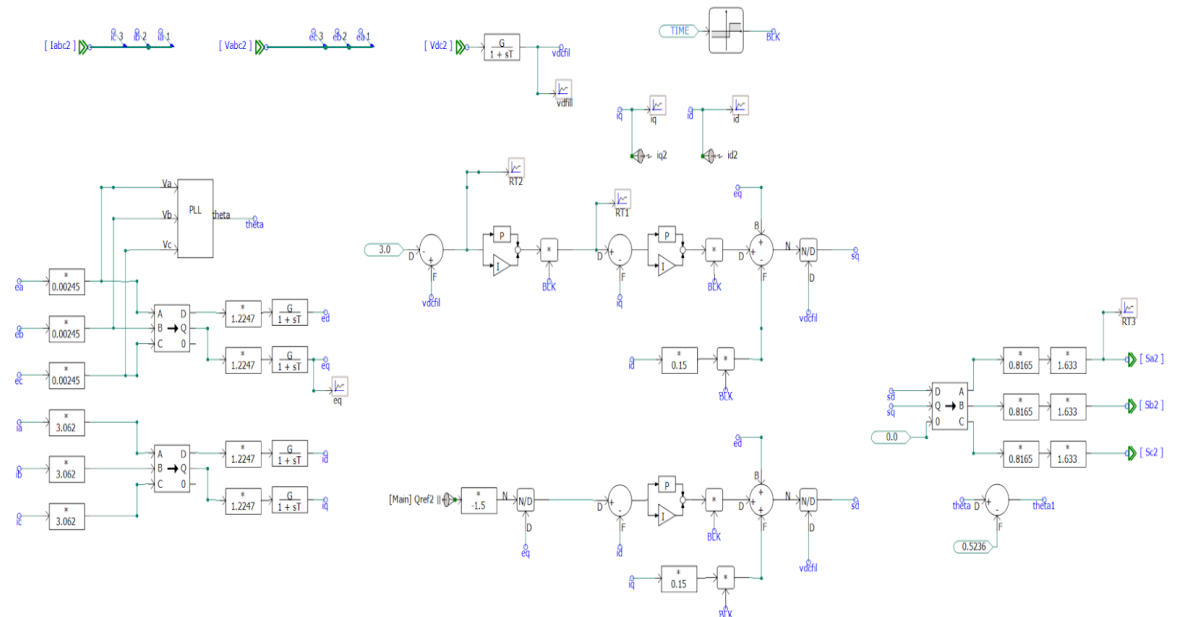 [ Iabc2 ]
ic-3
ib-2
ia-1
[ Vabc2 ]
ec-3
eb-2
ea-1
[ Vdc2 ]
G
1 + sT
vdcfil
vdfill
TIME
BLK
iq
iq
iq2
id
id
id2
Va
Vb
Vc
PLL
theta
theta
RT2
3.0
D
-
+
F
vdcfil
P
I
*
BLK
RT1
D
+
-
F
iq
P
I
*
BLK
eq
B
D
+
+
+
F
N
N/D
D
vdcfil
sq
id
*
0.15
*
BLK
ea
*
0.00245
eb
*
0.00245
ec
*
0.00245
A
B
C
D
Q
0
*
1.2247
G
1 + sT
ed
*
1.2247
G
1 + sT
eq
eq
ia
*
3.062
ib
*
3.062
ic
*
3.062
A
B
C
D
Q
0
*
1.2247
G
1 + sT
id
*
1.2247
G
1 + sT
iq
[Main] Qref2
*
-1.5
N
N/D
D
eq
D
+
-
F
id
P
I
*
BLK
ed
B
D
+
+
+
F
N
N/D
D
vdcfil
sd
iq
*
0.15
*
BLK
sd
sq
0.0
D
Q
0
A
B
C
*
0.8165
*
1.633
RT3
[ Sa2 ]
*
0.8165
*
1.633
[ Sb2 ]
*
0.8165
*
1.633
[ Sc2 ]
theta
D
+
-
F
theta1
0.5236